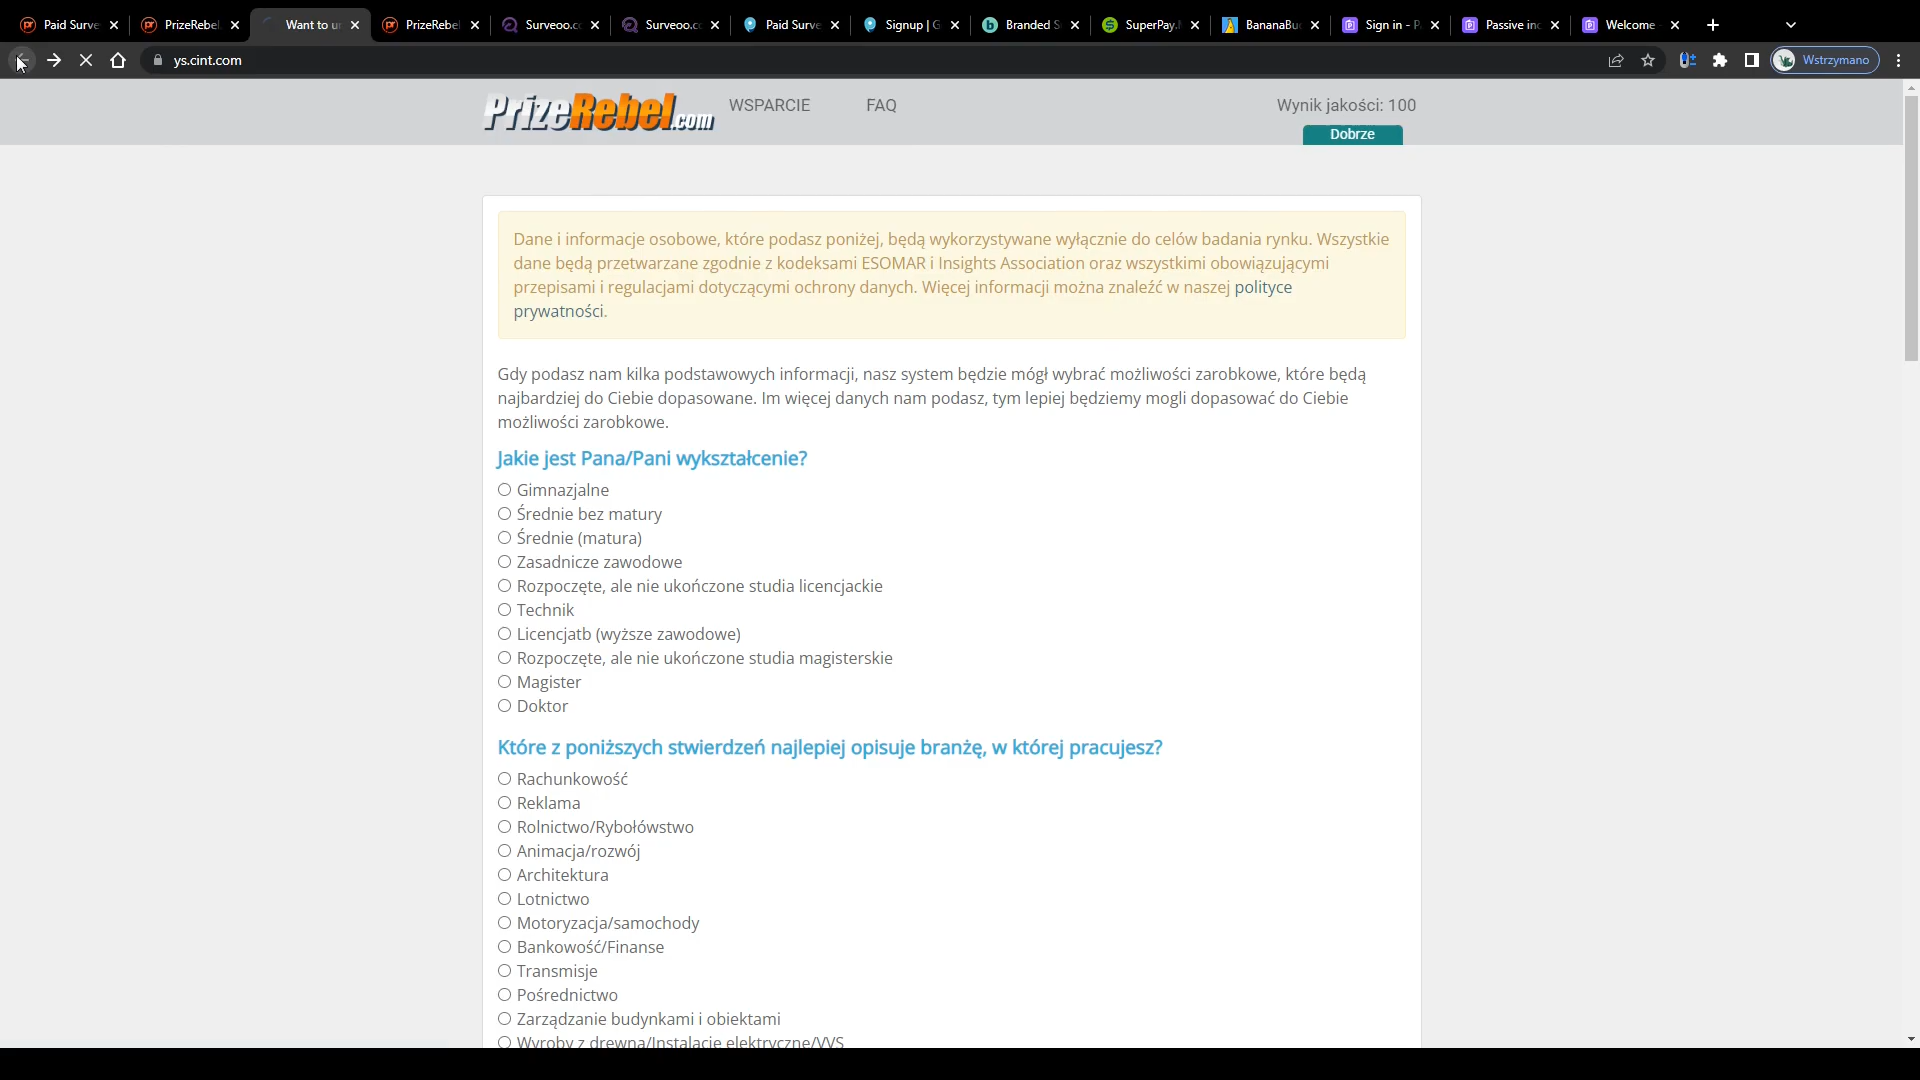 Paid Surve
PrizeRebel
Want to ur
PrizeRebel
Surveoo.co
Surveoo.co
Paid Surve
Signup | G
Branded S
SuperPay.
BananaBu
Sign in - P
Passive inc
Welcome
ys.cint.com
Wstrzymano
PrizeRebel.com
WSPARCIE
FAQ
Wynik jakości: 100
Dobrze
Dane i informacje osobowe, które podasz poniżej, będą wykorzystywane wyłącznie do celów badania rynku. Wszystkie
dane będą przetwarzane zgodnie z kodeksami ESOMAR i Insights Association oraz wszystkimi obowiązującymi
przepisami i regulacjami dotyczącymi ochrony danych. Więcej informacji można znaleźć w naszej polityce
prywatności.
Gdy podasz nam kilka podstawowych informacji, nasz system będzie mógł wybrać możliwości zarobkowe, które będą
najbardziej do Ciebie dopasowane. Im więcej danych nam podasz, tym lepiej będziemy mogli dopasować do Ciebie
możliwości zarobkowe.
Jakie jest Pana/Pani wykształcenie?
Gimnazjalne
Średnie bez matury
Średnie (matura)
Zasadnicze zawodowe
Rozpoczęte, ale nie ukończone studia licencjackie
Technik
Licencjatb (wyższe zawodowe)
Rozpoczęte, ale nie ukończone studia magisterskie
Magister
Doktor
Które z poniższych stwierdzeń najlepiej opisuje branżę, w której pracujesz?
Rachunkowość
Reklama
Rolnictwo/Rybołówstwo
Animacja/rozwój
Architektura
Lotnictwo
Motoryzacja/samochody
Bankowość/Finanse
Transmisje
Pośrednictwo
Zarządzanie budynkami i obiektami
Wyroby z drewna/Instalacje elektryczne/VVS